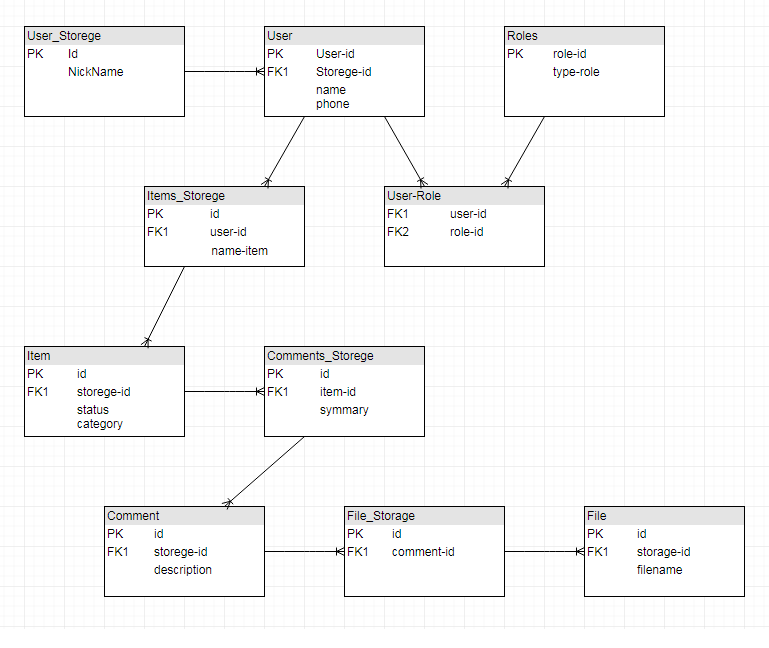 User_Storege
PK Id
NickName
User
PK User-id
FK1 Storege-id
name
phone
Roles
PK role-id
type-role
Items_Storege
PK id
FK1 user-id
name-item
User-Role
FK1 user-id
FK2 role-id
Item
PK id
FK1 storege-id
status
category
Comments_Storege
PK id
FK1 item-id
symmary
Comment
PK id
FK1 storege-id
description
File_Storage
PK id
FK1 comment-id
File
PK id
FK1 storage-id
filename